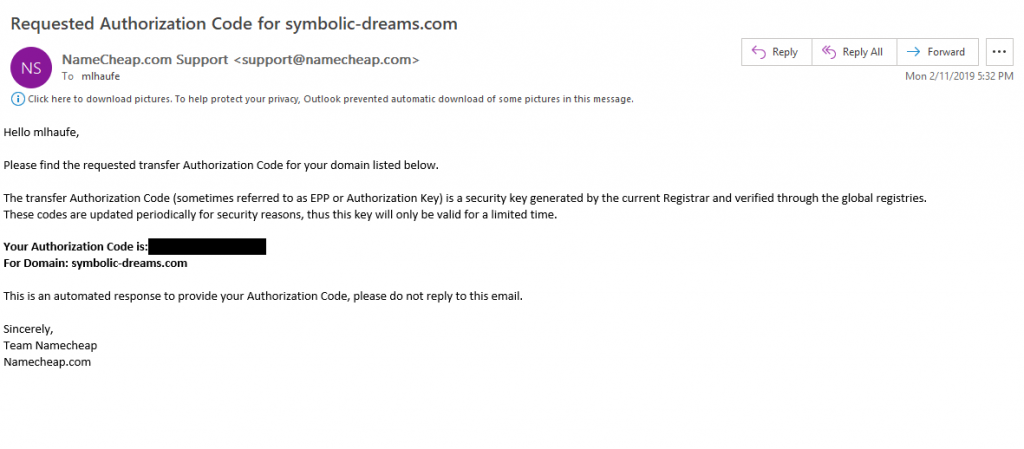 Requested Authorization Code for symbolic-dreams.com
NS
NameCheap.com Support <support@namecheap.com>
To mlhaufe
Reply
Reply All
Forward
Mon 2/11/2019 5:32 PM
Click here to download pictures. To help protect your privacy, Outlook prevented automatic download of some pictures in this message.
Hello mlhaufe,
Please find the requested transfer Authorization Code for your domain listed below.
The transfer Authorization Code (sometimes referred to as EPP or Authorization Key) is a security key generated by the current Registrar and verified through the global registries.
These codes are updated periodically for security reasons, thus this key will only be valid for a limited time.
Your Authorization Code is:
For Domain: symbolic-dreams.com
This is an automated response to provide your Authorization Code, please do not reply to this email.
Sincerely,
Team Namecheap
Namecheap.com